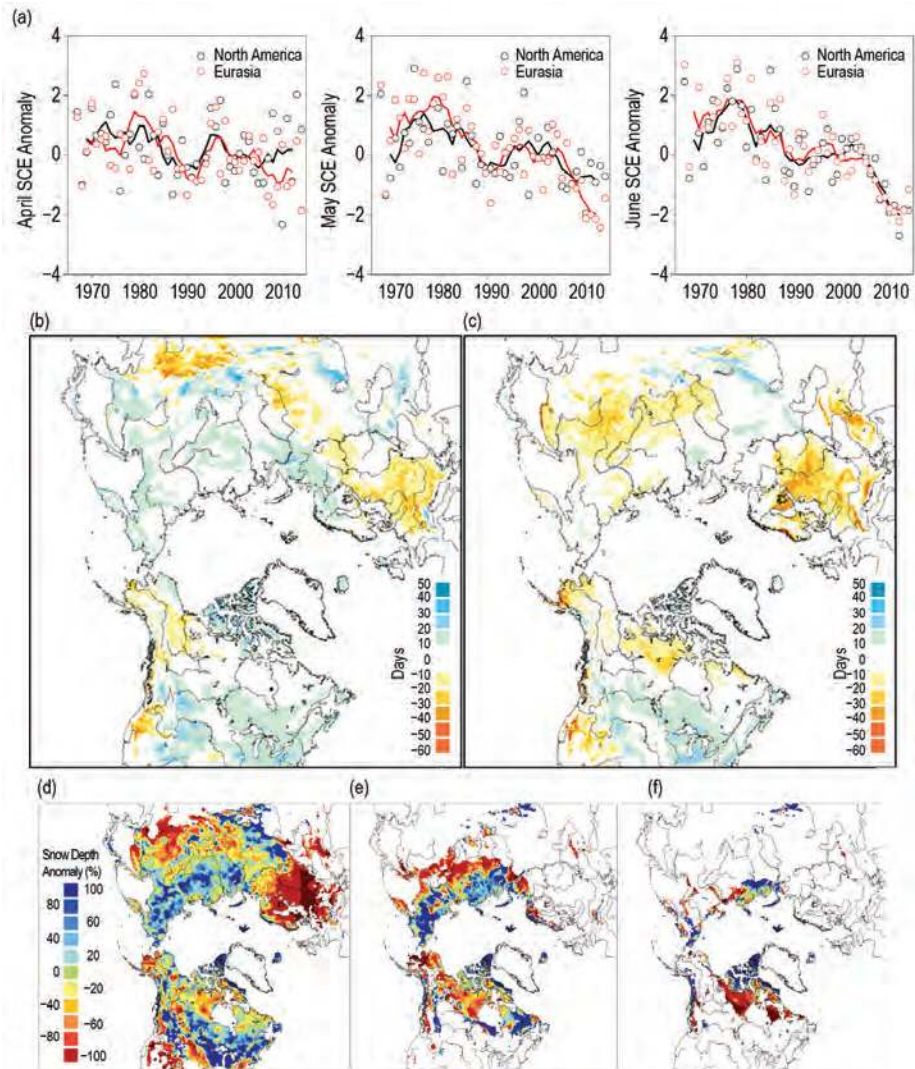 (a)
4
2
0
−2
−4
April SCE Anomaly
North America
Eurasia
1970 1980 1990 2000 2010
4
2
0
−2
−4
May SCE Anomaly
North America
Eurasia
1970 1980 1990 2000 2010
4
2
0
−2
−4
June SCE Anomaly
North America
Eurasia
1970 1980 1990 2000 2010
(b)
50
40
30
20
10
0
−10
−20
−30
−40
−50
−60
Days
(c)
50
40
30
20
10
0
−10
−20
−30
−40
−50
−60
Days
(d)
Snow Depth
Anomaly (%)
100
80
60
40
20
0
−20
−40
−60
−80
−100
(e)
(f)